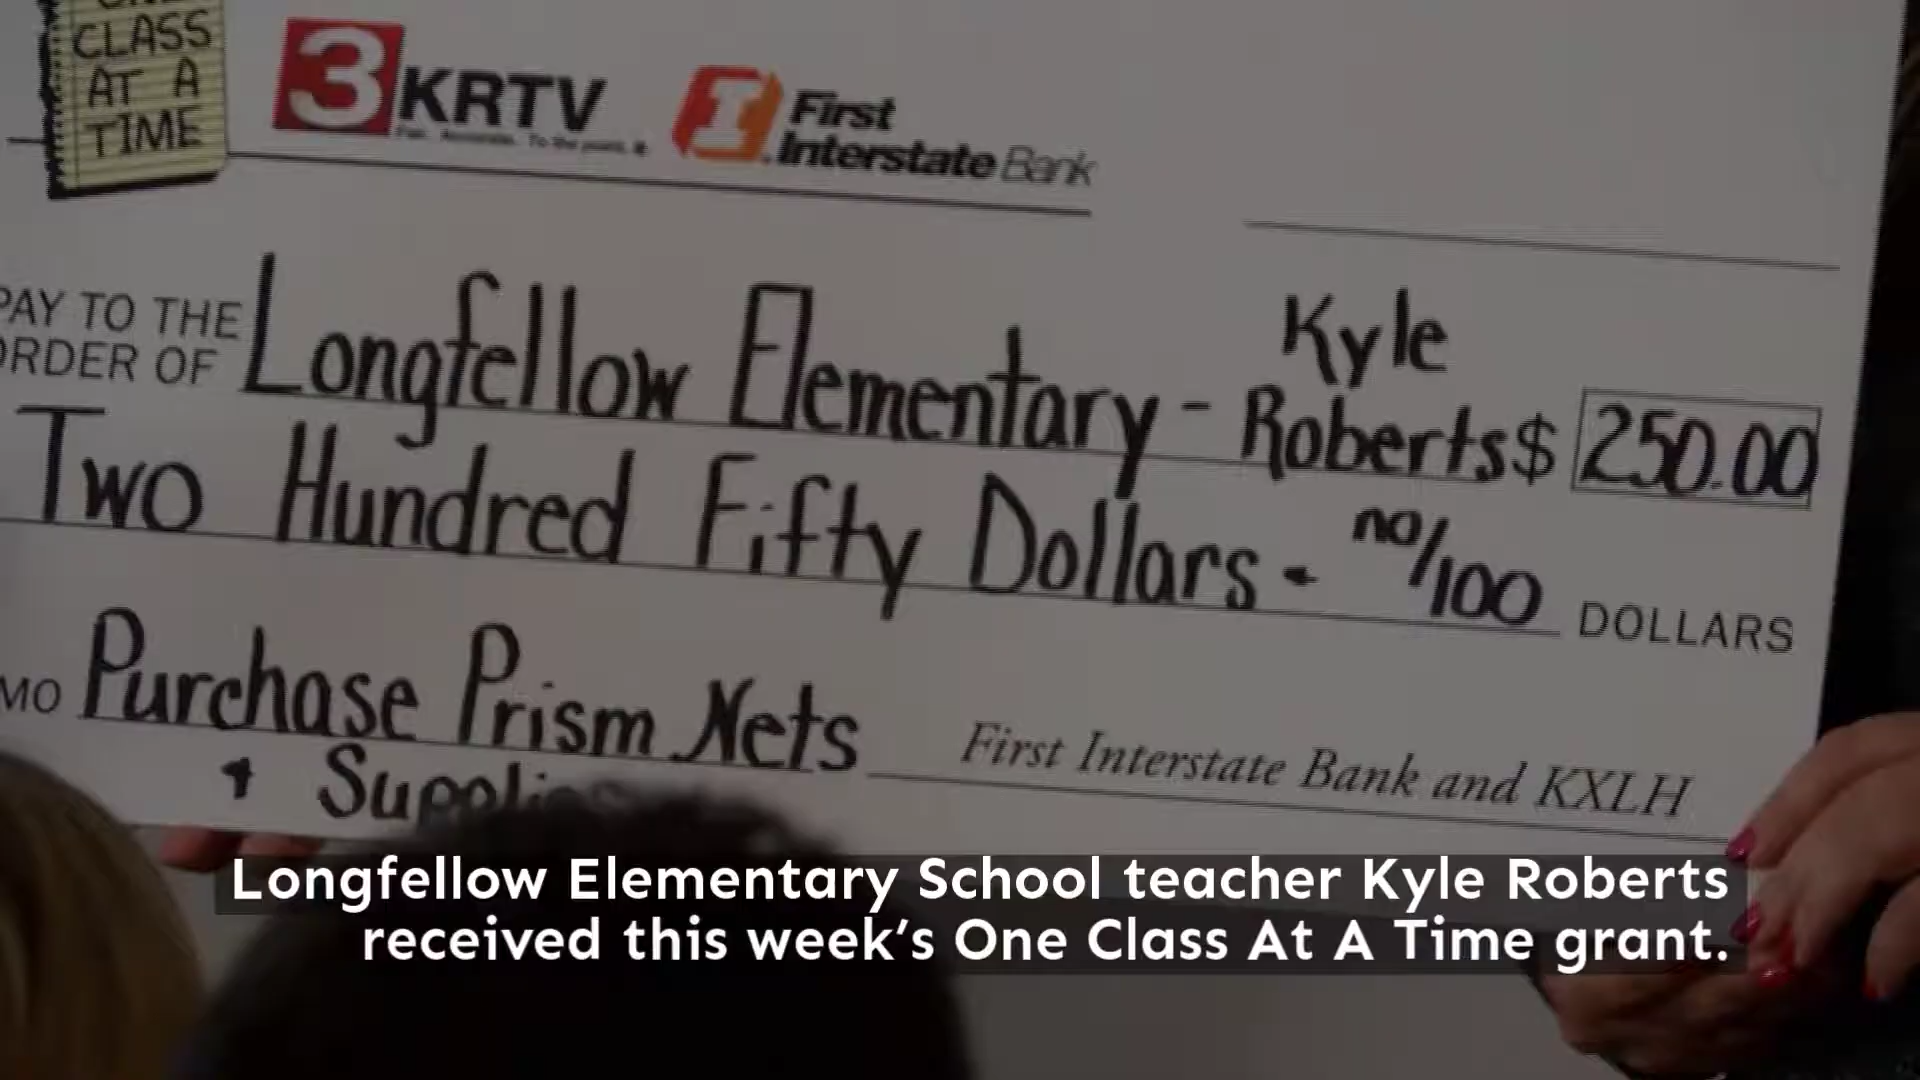 CLASS
AT A
TIME
3 KRTV
First
Interstate Bank
PAY TO THE
ORDER OF
Longfellow Elementary - Kyle
Roberts $ 250.00
Two Hundred Fifty Dollars - no/100 DOLLARS
MO Purchase Prism Nets
+ Supplies
First Interstate Bank and KXLH
Longfellow Elementary School teacher Kyle Roberts
received this week's One Class At A Time grant.